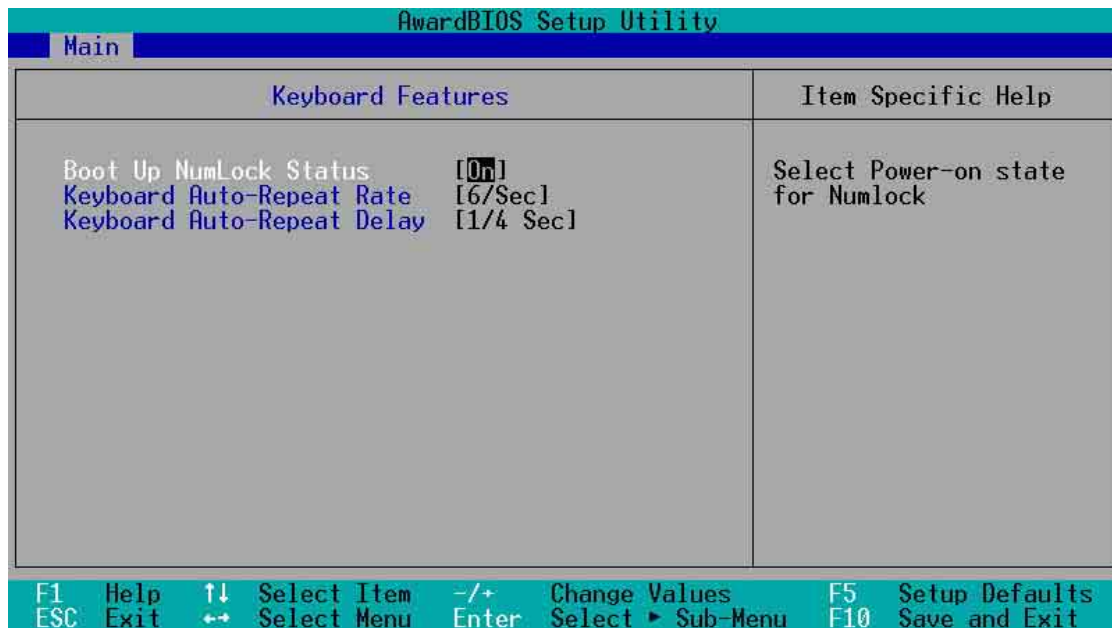 AwardBIOS Setup Utility
Main
Keyboard Features
Item Specific Help
Boot Up NumLock Status [On]
Keyboard Auto-Repeat Rate [6/Sec]
Keyboard Auto-Repeat Delay [1/4 Sec]
Select Power-on state
for Numlock
F1 Help ↑↓ Select Item -/+ Change Values F5 Setup Defaults
ESC Exit ←→ Select Menu Enter Select ► Sub-Menu F10 Save and Exit